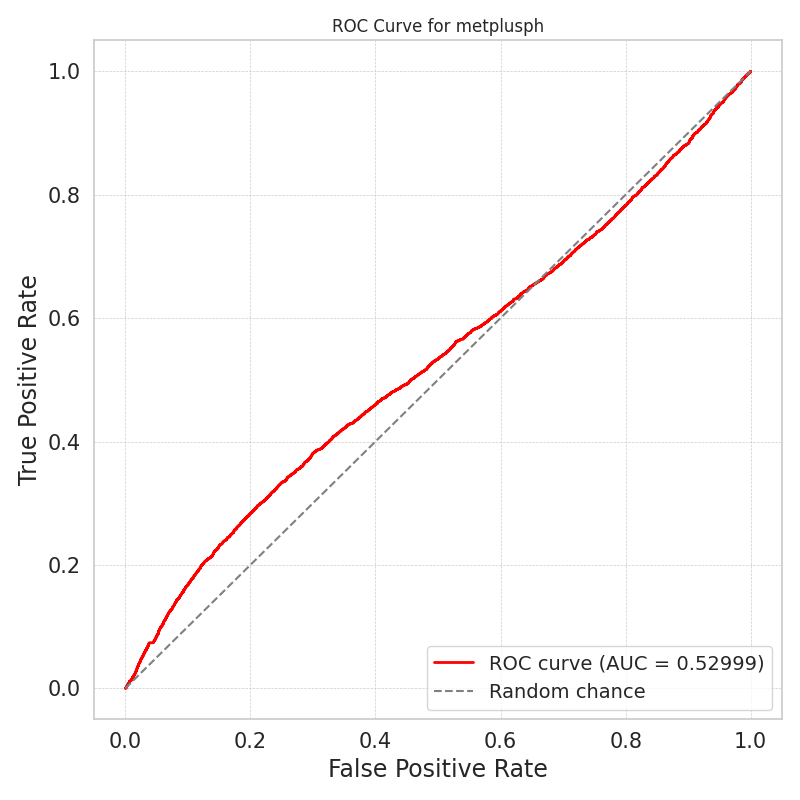 ROC Curve for metplusph
1.0
0.8
0.6
0.4
0.2
0.0
True Positive Rate
ROC curve (AUC = 0.52999)
Random chance
0.0 0.2 0.4 0.6 0.8 1.0
False Positive Rate